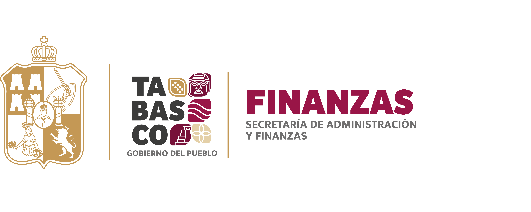 TA
BAS
CO
GOBIERNO DEL PUEBLO
FINANZAS
SECRETARÍA DE ADMINISTRACIÓN
Y FINANZAS